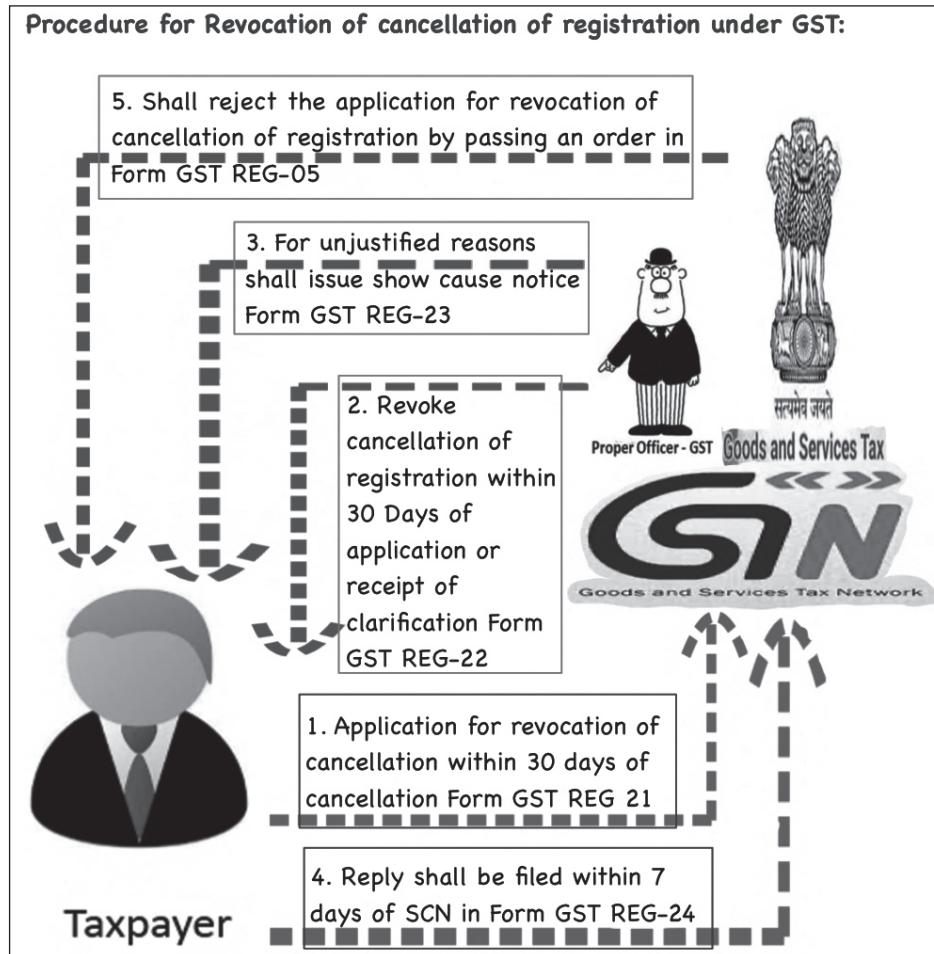 Procedure for Revocation of cancellation of registration under GST:
5. Shall reject the application for revocation of
cancellation of registration by passing an order in
Form GST REG-05
3. For unjustified reasons
shall issue show cause notice
Form GST REG-23
2. Revoke
cancellation of
registration within
30 Days of
application or
receipt of
clarification Form
GST REG-22
सत्यमेव जयते
Proper Officer - GST
Goods and Services Tax
GSTN
Goods and Services Tax Network
1. Application for revocation of
cancellation within 30 days of
cancellation Form GST REG 21
4. Reply shall be filed within 7
days of SCN in Form GST REG-24
Taxpayer